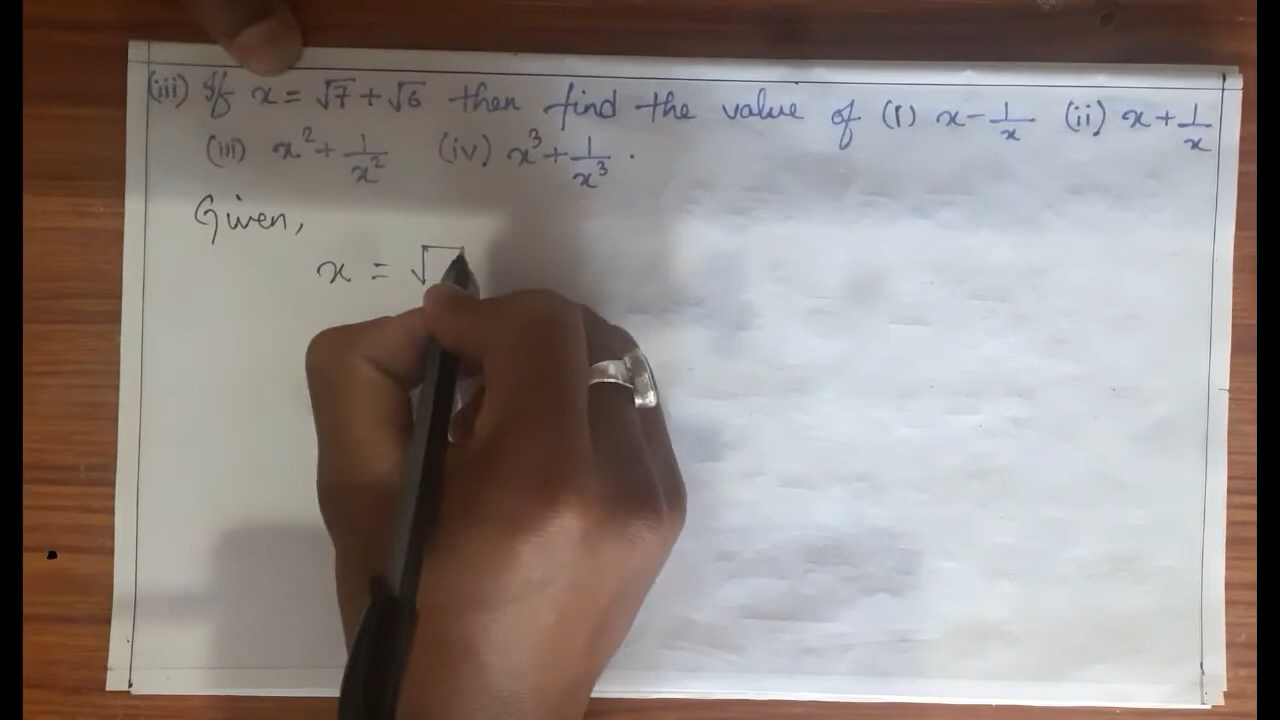 (iii) If x = √7 + √6 then find the value of (i) x - 1/x (ii) x + 1/x
(iii) x² + 1/x² (iv) x³ + 1/x³ .
Given,
x = √